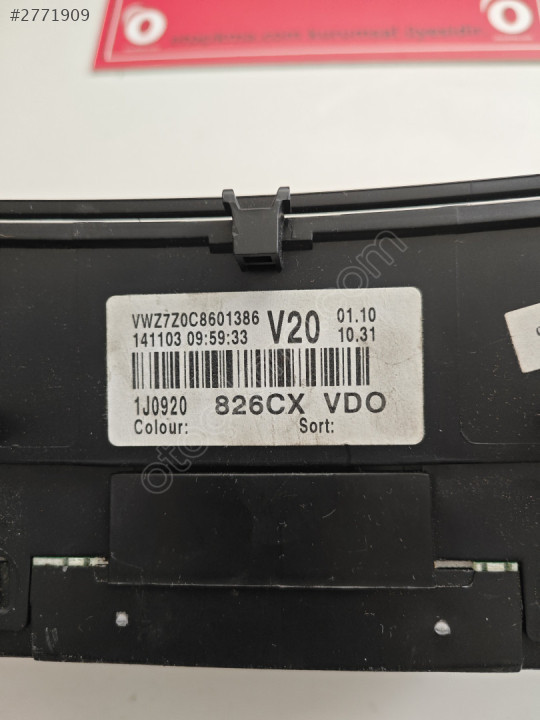 #2771909
VWZ7Z0C8601386 V20 01.10
141103 09:59:33 10.31
1J0920 826CX VDO
Colour: Sort: